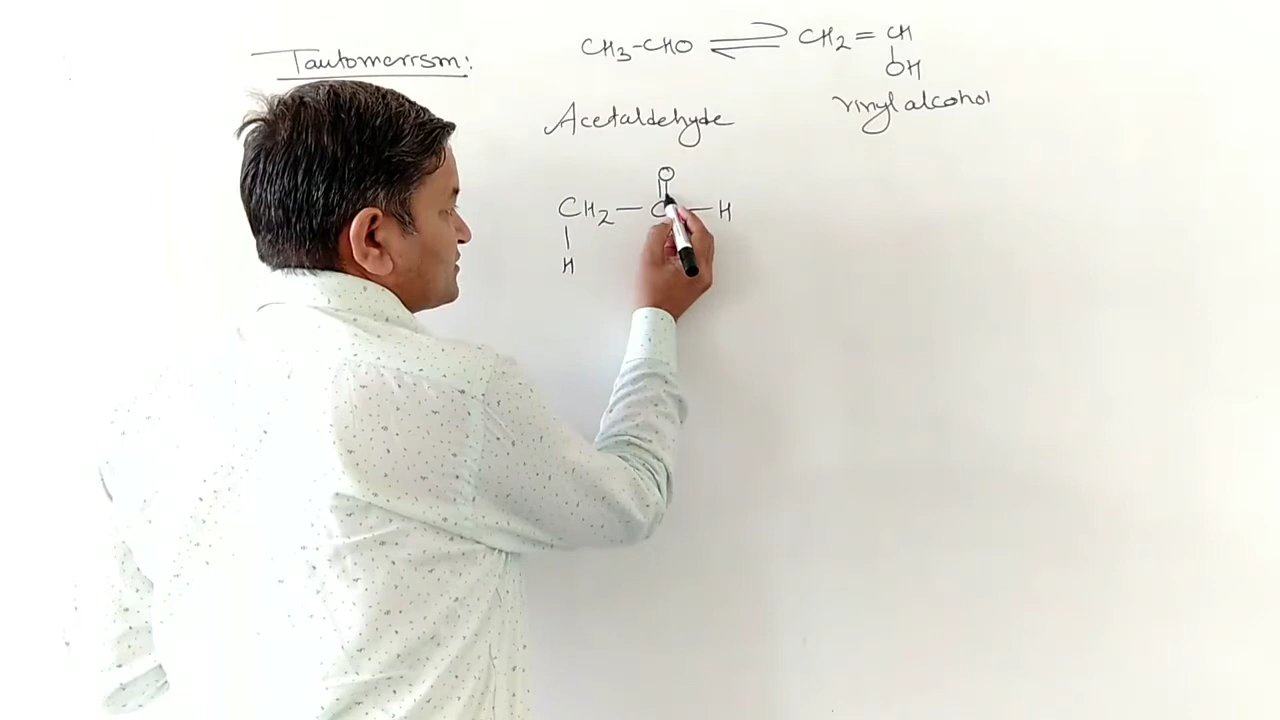 Tautomerism:
CH3-CHO ⇌ CH2 = CH
OH
Acetaldehyde
vinyl alcohol
O
CH2 — C — H
H